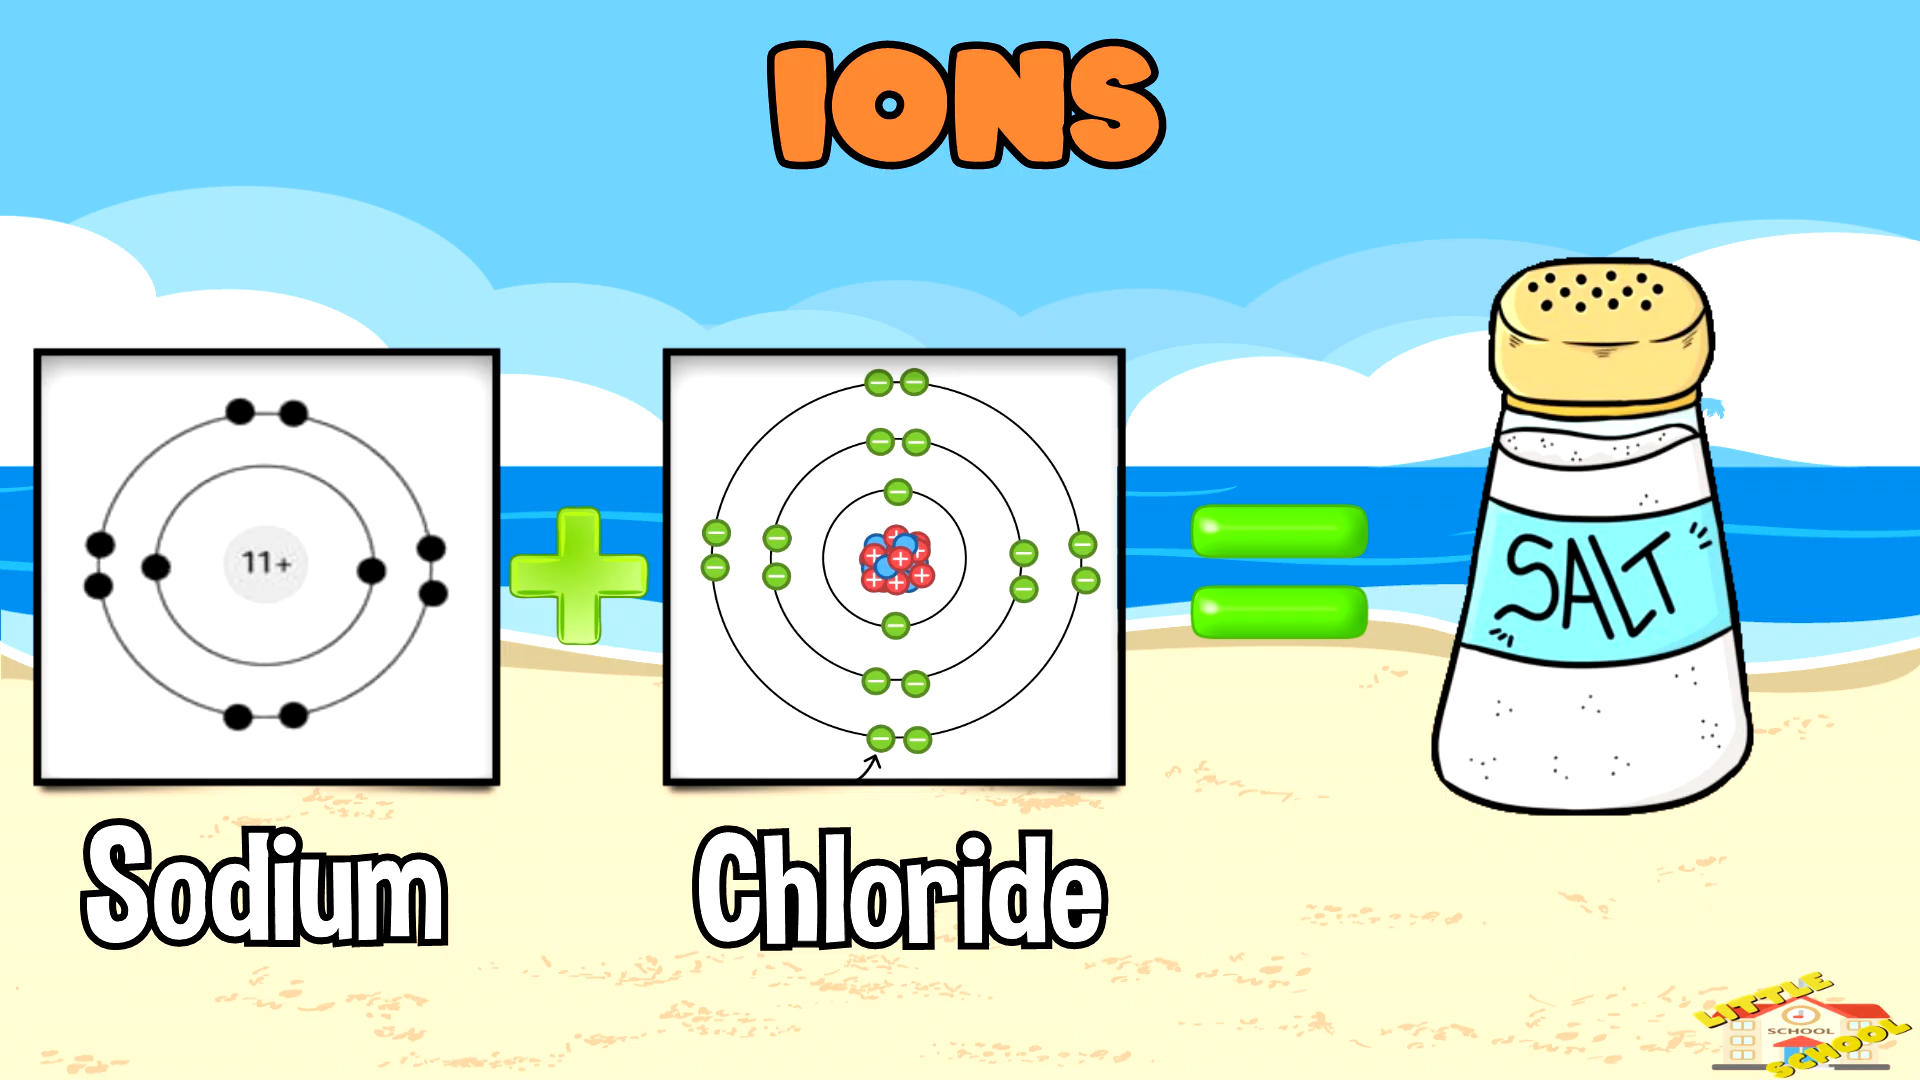 IONS
11+
SALT
Sodium
Chloride
LITTLE
SCHOOL
SCHOOL